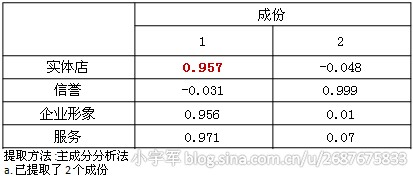 成份
1 2
实体店 0.957 -0.048
信誉 -0.031 0.999
企业形象 0.956 0.01
服务 0.971 0.07
提取方法:主成分分析法
a.已提取了2个成份
小宇军 blog.sina.com.cn/u/2687675833